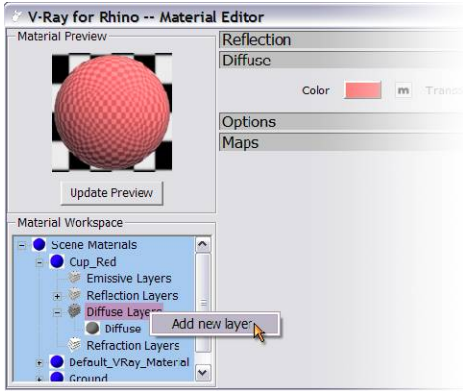 V-Ray for Rhino -- Material Editor
Material Preview
Update Preview
Reflection
Diffuse
Color m
Options
Maps
Material Workspace
Scene Materials
Cup_Red
Emissive Layers
Reflection Layers
Diffuse Layers
Add new layer
Diffuse
Refraction Layers
Default_VRay_Material
Ground